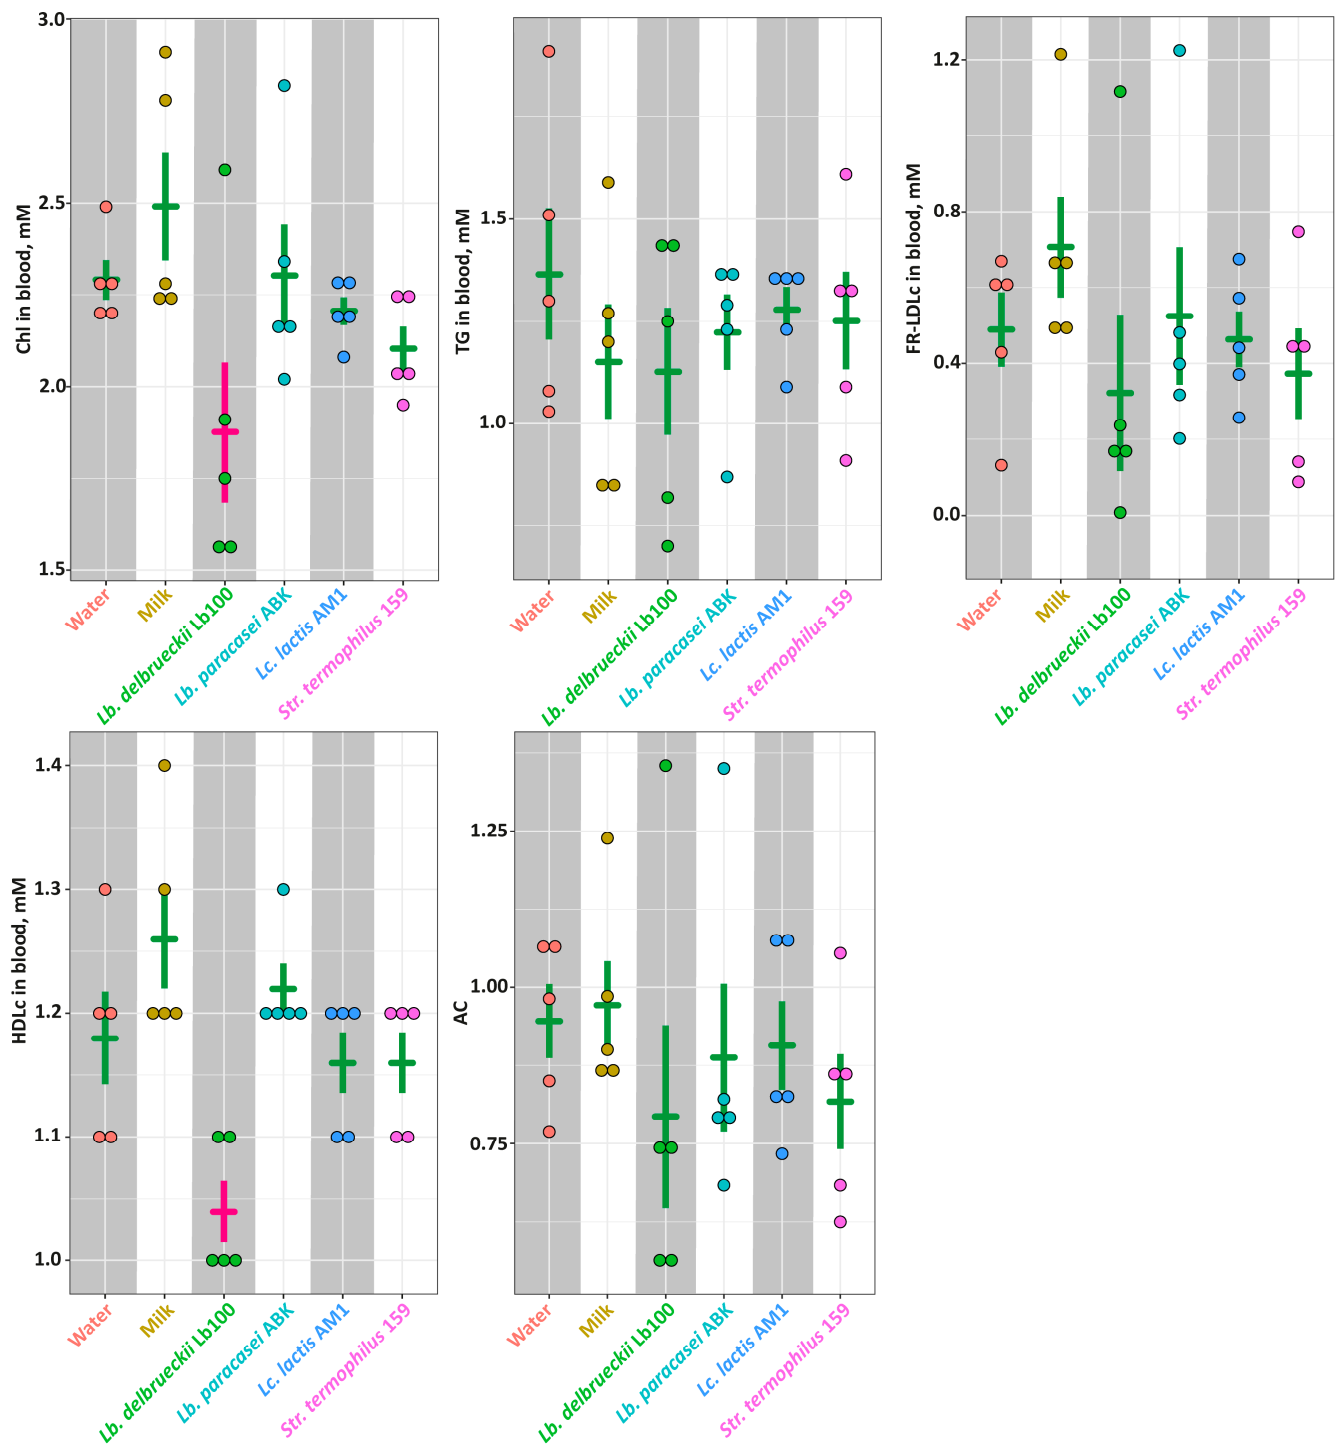 Chl in blood, mM
3.0
2.5
2.0
1.5
Water
Milk
Lb. delbrueckii Lb100
Lb. paracasei ABK
Lc. lactis AM1
Str. termophilus 159
TG in blood, mM
1.5
1.0
Water
Milk
Lb. delbrueckii Lb100
Lb. paracasei ABK
Lc. lactis AM1
Str. termophilus 159
FR-LDLc in blood, mM
1.2
0.8
0.4
0.0
Water
Milk
Lb. delbrueckii Lb100
Lb. paracasei ABK
Lc. lactis AM1
Str. termophilus 159
HDLc in blood, mM
1.4
1.3
1.2
1.1
1.0
Water
Milk
Lb. delbrueckii Lb100
Lb. paracasei ABK
Lc. lactis AM1
Str. termophilus 159
AC
1.25
1.00
0.75
Water
Milk
Lb. delbrueckii Lb100
Lb. paracasei ABK
Lc. lactis AM1
Str. termophilus 159